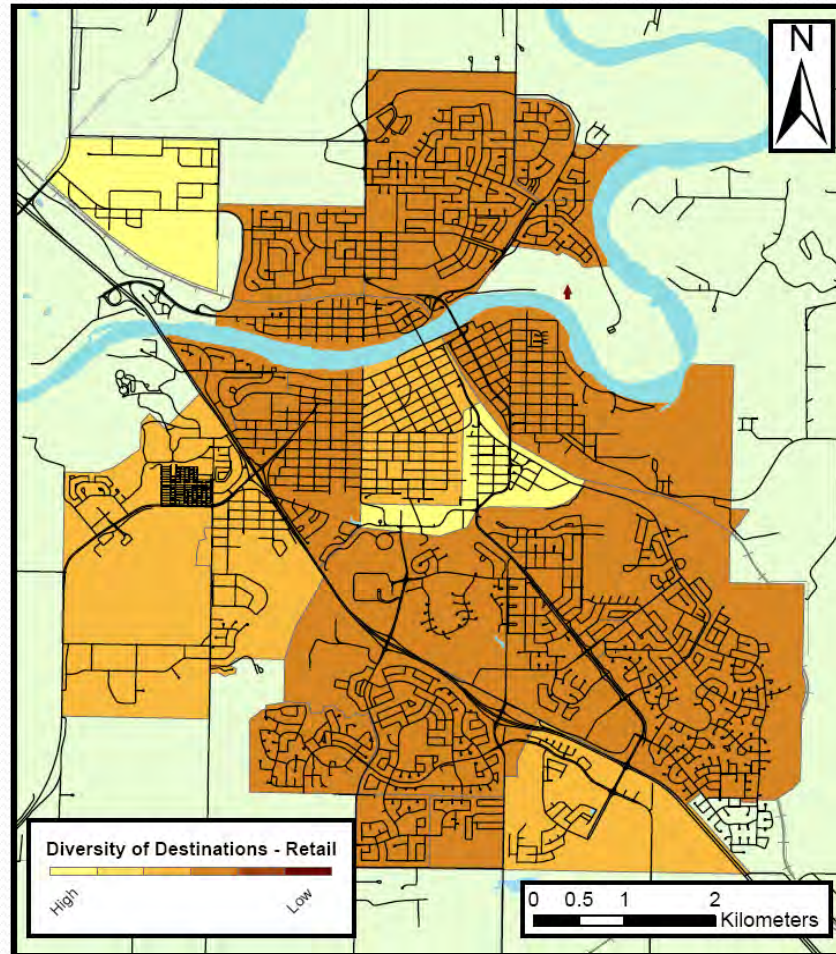 N
Diversity of Destinations - Retail
High
Low
0 0.5 1 2
Kilometers